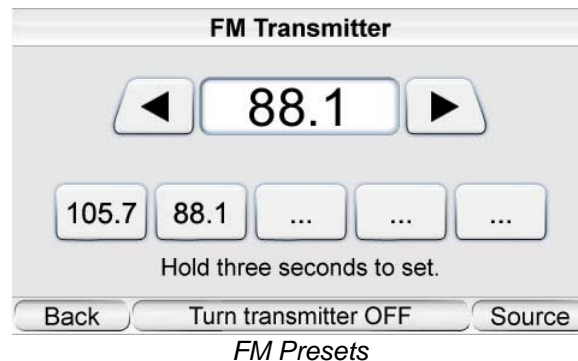 FM Transmitter
88.1
105.7 88.1 ... ... ...
Hold three seconds to set.
Back Turn transmitter OFF Source
FM Presets